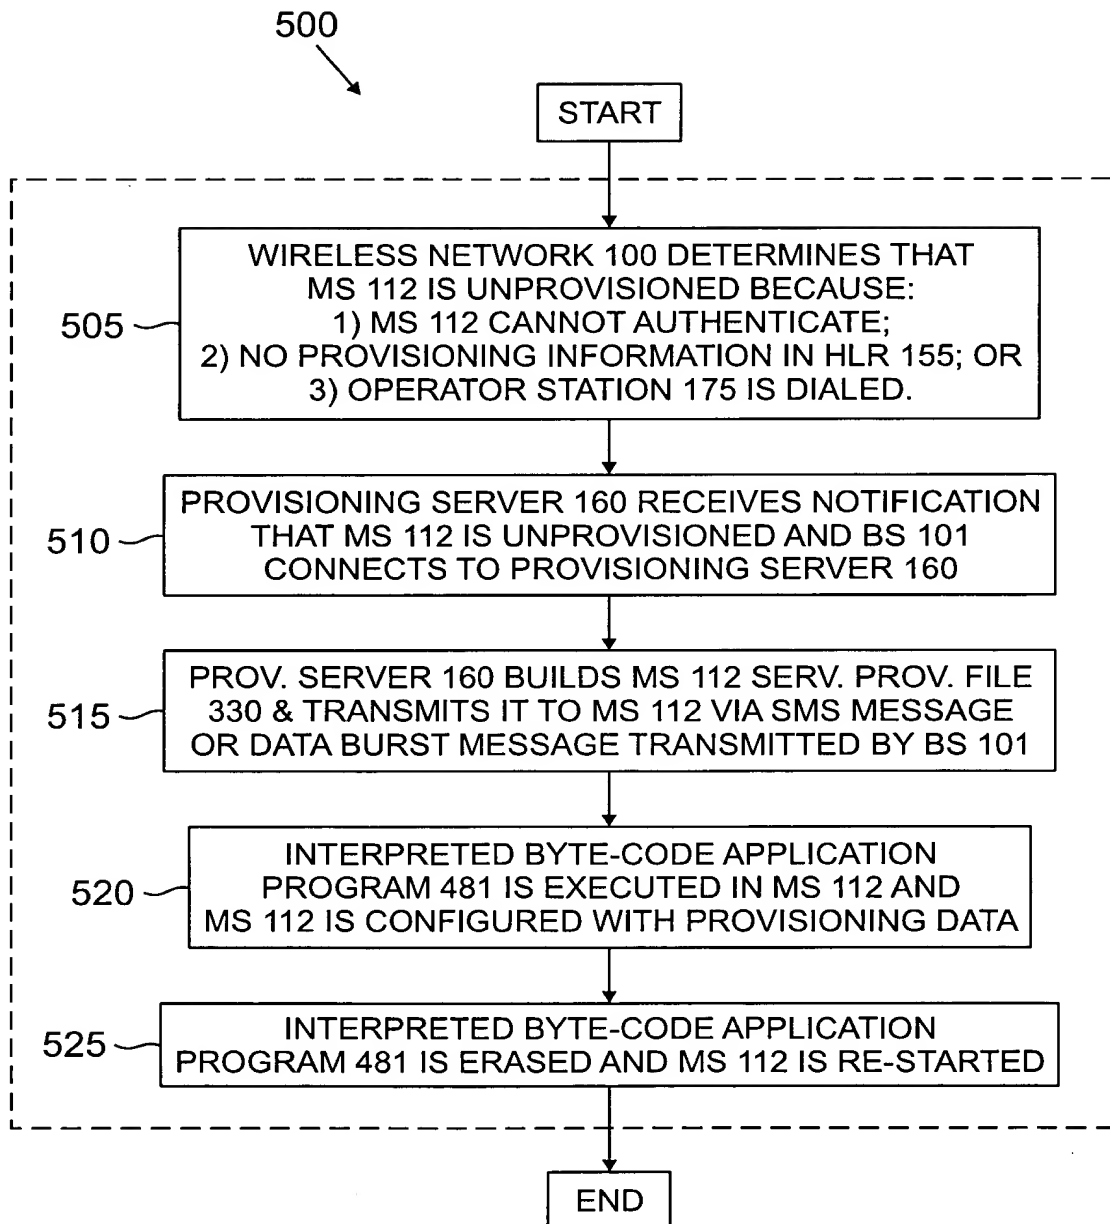 500
START
WIRELESS NETWORK 100 DETERMINES THAT
MS 112 IS UNPROVISIONED BECAUSE:
1) MS 112 CANNOT AUTHENTICATE;
2) NO PROVISIONING INFORMATION IN HLR 155; OR
3) OPERATOR STATION 175 IS DIALED.
505
PROVISIONING SERVER 160 RECEIVES NOTIFICATION
THAT MS 112 IS UNPROVISIONED AND BS 101
CONNECTS TO PROVISIONING SERVER 160
510
PROV. SERVER 160 BUILDS MS 112 SERV. PROV. FILE
330 & TRANSMITS IT TO MS 112 VIA SMS MESSAGE
OR DATA BURST MESSAGE TRANSMITTED BY BS 101
515
INTERPRETED BYTE-CODE APPLICATION
PROGRAM 481 IS EXECUTED IN MS 112 AND
MS 112 IS CONFIGURED WITH PROVISIONING DATA
520
INTERPRETED BYTE-CODE APPLICATION
PROGRAM 481 IS ERASED AND MS 112 IS RE-STARTED
525
END